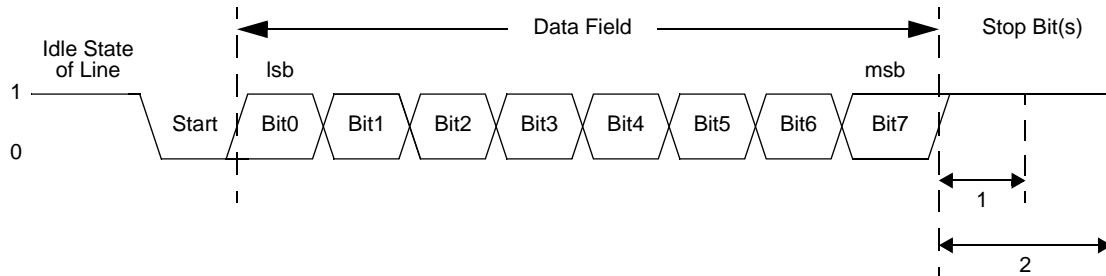 Data Field
Stop Bit(s)
Idle State
of Line
lsb
msb
1
Start
Bit0
Bit1
Bit2
Bit3
Bit4
Bit5
Bit6
Bit7
0
1
2